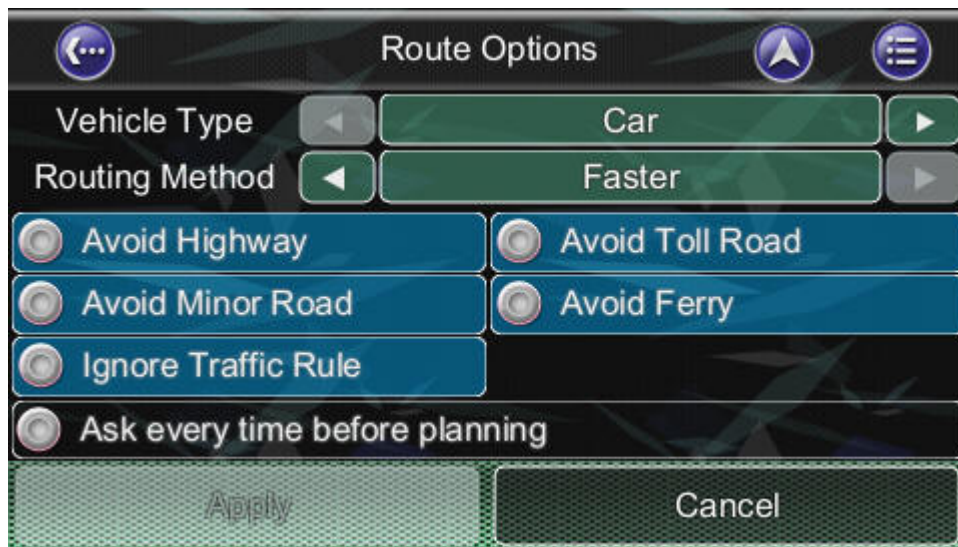 Route Options
Vehicle Type Car
Routing Method Faster
Avoid Highway Avoid Toll Road
Avoid Minor Road Avoid Ferry
Ignore Traffic Rule
Ask every time before planning
Apply Cancel